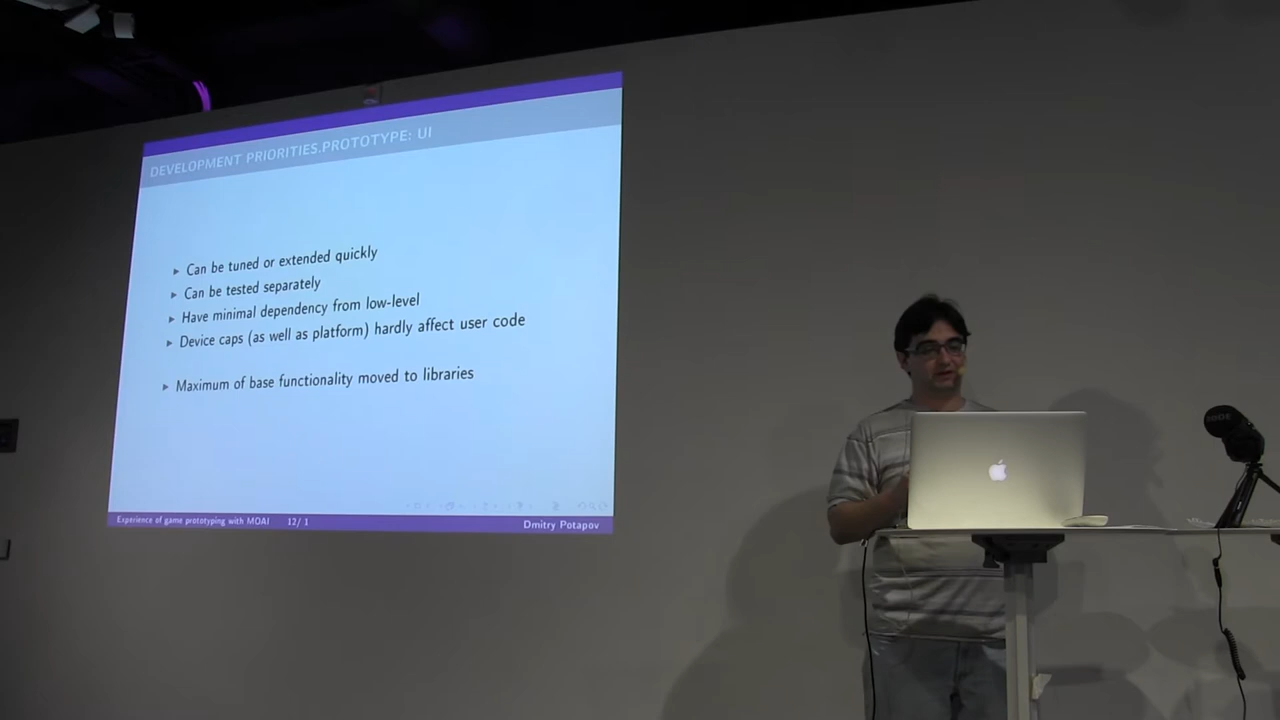 DEVELOPMENT PRIORITIES.PROTOTYPE: UI
Can be tuned or extended quickly
Can be tested separately
Have minimal dependency from low-level
Device caps (as well as platform) hardly affect user code
Maximum of base functionality moved to libraries
Experience of game prototyping with MOAI 12/ 1 Dmitry Potapov
RODE